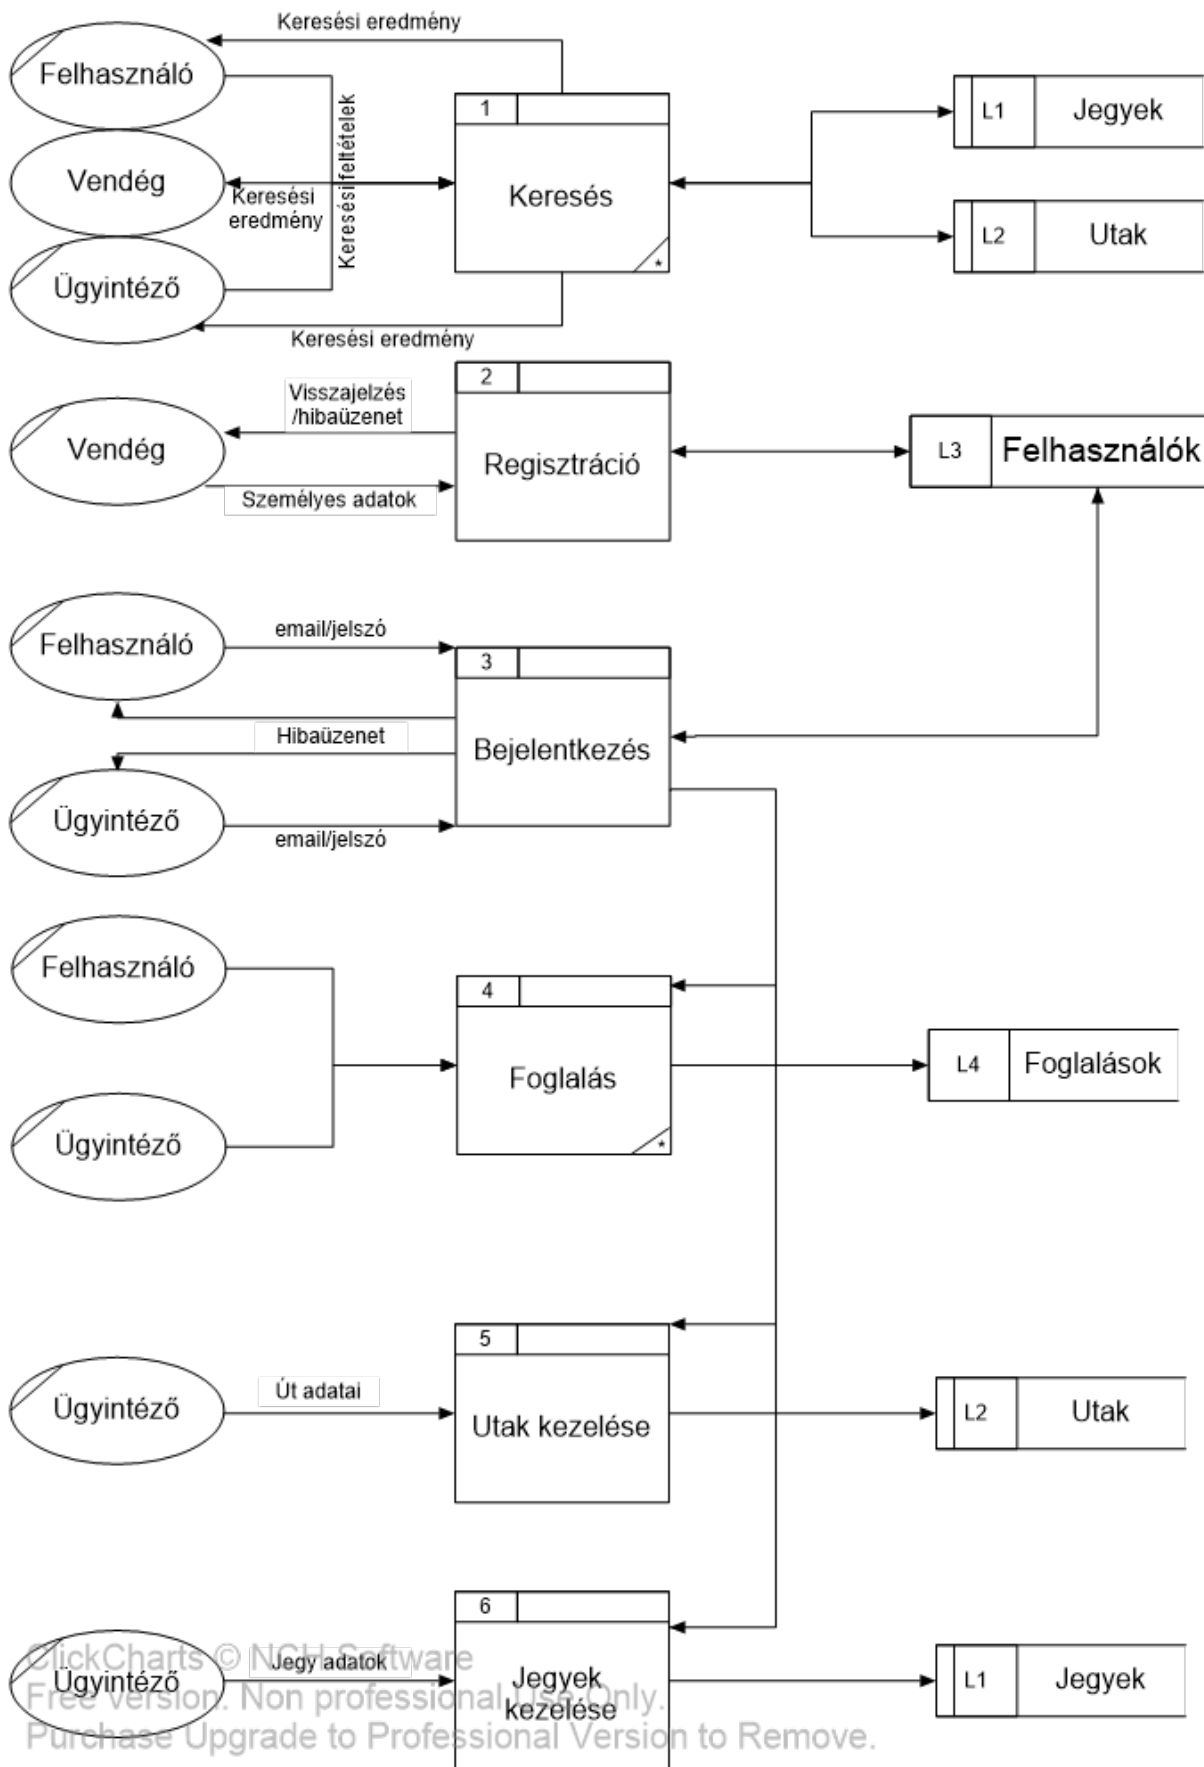 Keresési eredmény
Felhasználó
Keresési feltételek
1
L1
Jegyek
Vendég
Keresési
eredmény
Keresés
*
L2
Utak
Ügyintéző
Keresési eredmény
2
Visszajelzés
/hibaüzenet
Vendég
Regisztráció
L3
Felhasználók
Személyes adatok
Felhasználó
email/jelszó
3
Hibaüzenet
Bejelentkezés
Ügyintéző
email/jelszó
Felhasználó
4
Foglalás
*
L4
Foglalások
Ügyintéző
5
Út adatai
Ügyintéző
Utak kezelése
L2
Utak
6
Jegy adatok
Ügyintéző
Jegyek
kezelése
L1
Jegyek
ClickCharts © NCH Software
Free version. Non professional Use Only.
Purchase Upgrade to Professional Version to Remove.